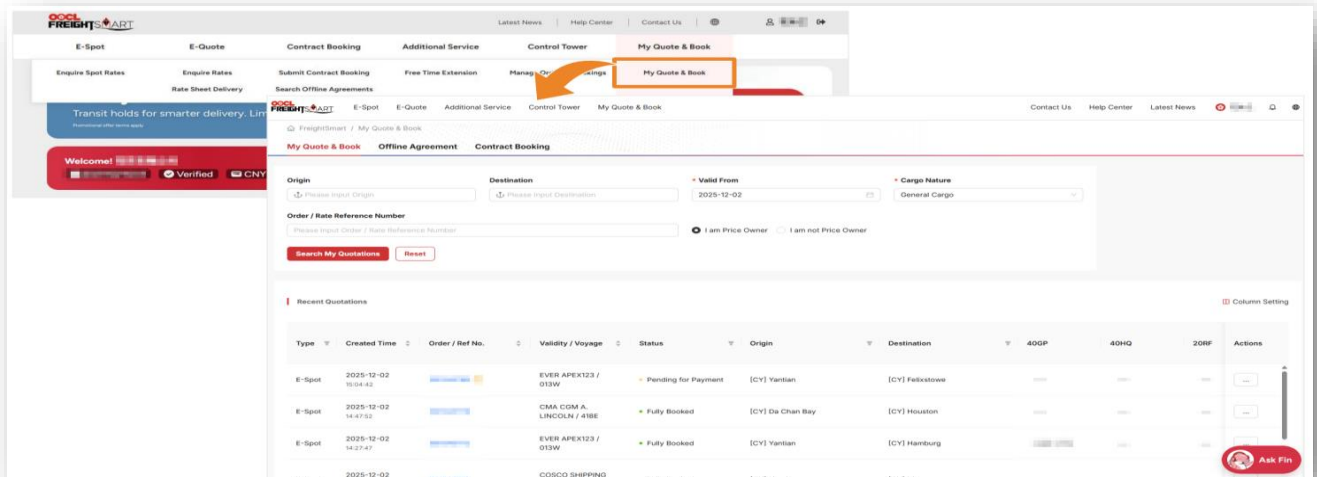 OOCL
FREIGHTSMART
Latest News | Help Center | Contact Us |
E-Spot E-Quote Contract Booking Additional Service Control Tower My Quote & Book
Enquire Spot Rates Enquire Rates Submit Contract Booking Free Time Extension My Quote & Book
Rate Sheet Delivery Search Offline Agreements
Transit holds for smarter delivery.
Promotional offer terms apply
Welcome!
Verified CNY
OOCL
FREIGHTSMART E-Spot E-Quote Additional Service Control Tower My Quote & Book Contact Us Help Center Latest News
FreightSmart / My Quote & Book
My Quote & Book Offline Agreement Contract Booking
Origin Destination * Valid From * Cargo Nature
Please input Origin Please input Destination 2025-12-02 General Cargo
Order / Rate Reference Number
Please input Order / Rate Reference Number I am Price Owner I am not Price Owner
Search My Quotations Reset
Recent Quotations Column Setting
Type Created Time Order / Ref No. Validity / Voyage Status Origin Destination 40GP 40HQ 20RF Actions
E-Spot 2025-12-02 EVER APEX123 / Pending for Payment [CY] Yantian [CY] Felixstowe ...
15:04:42 013W
E-Spot 2025-12-02 CMA CGM A. Fully Booked [CY] Da Chan Bay [CY] Houston ...
14:47:52 LINCOLN / 418E
E-Spot 2025-12-02 EVER APEX123 / Fully Booked [CY] Yantian [CY] Hamburg
14:27:47 013W
Ask Fin
2025-12-02 COSCO SHIPPING